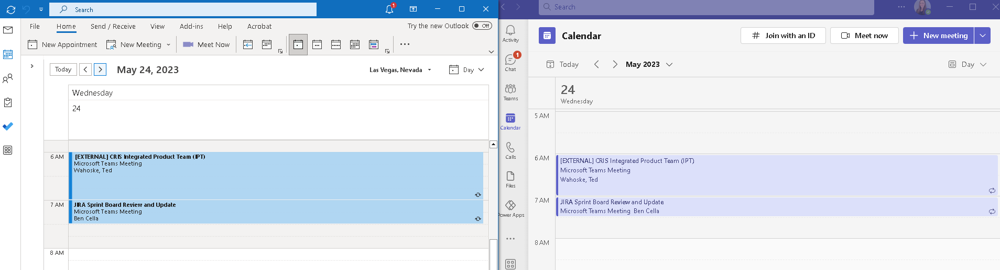 Search
1
File Home Send / Receive View Add-ins Help Acrobat
Try the new Outlook Off
New Appointment New Meeting Meet Now
Today May 24, 2023 Las Vegas, Nevada Day
Wednesday
24
6 AM
[EXTERNAL] CRIS Integrated Product Team (IPT)
Microsoft Teams Meeting
Wahoske, Ted
7 AM
JIRA Sprint Board Review and Update
Microsoft Teams Meeting
Ben Cella
8 AM
Search
Activity
1
Chat
Teams
Calendar
Calls
Files
Power Apps
Calendar
Join with an ID Meet now New meeting
Today May 2023 Day
24
Wednesday
5 AM
6 AM
[EXTERNAL] CRIS Integrated Product Team (IPT)
Microsoft Teams Meeting
Wahoske, Ted
7 AM
JIRA Sprint Board Review and Update
Microsoft Teams Meeting Ben Cella
8 AM